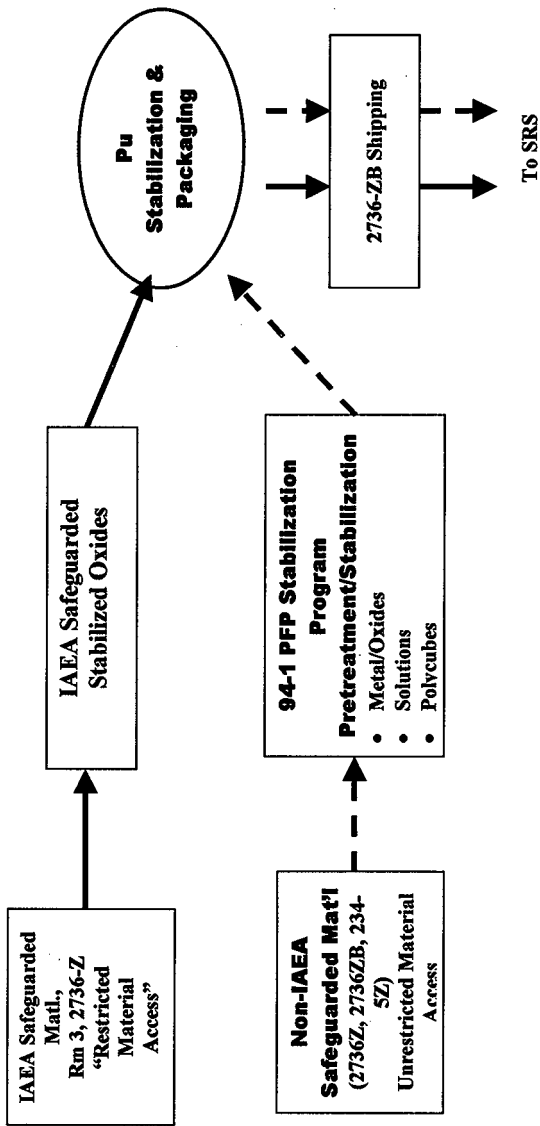 IAEA Safeguarded
Matl.,
Rm 3, 2736-Z
“Restricted
Material
Access”
IAEA Safeguarded
Stabilized Oxides
Pu
Stabilization &
Packaging
Non-IAEA
Safeguarded Mat’l
(2736Z, 2736ZB, 234-
5Z)
Unrestricted Material
Access
94-1 PFP Stabilization
Program
Pretreatment/Stabilization
• Metal/Oxides
• Solutions
• Polycubes
2736-ZB Shipping
To SRS